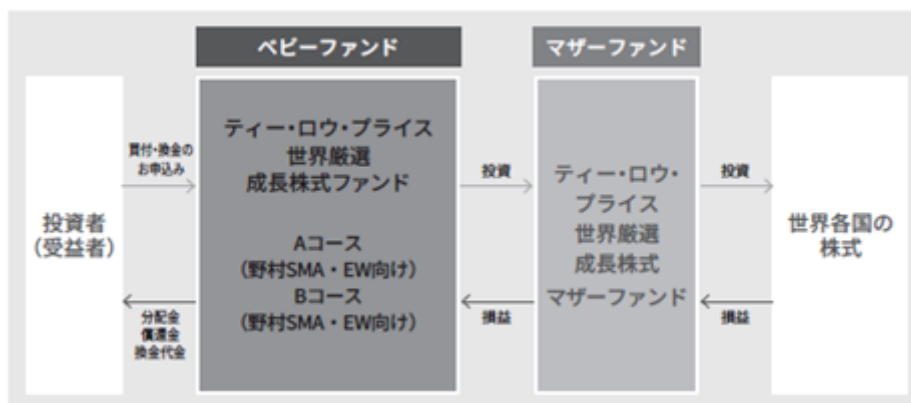 ベビーファンド
マザーファンド
投資者
（受益者）
買付・換金の
お申込み
分配金
償還金
換金代金
ティー・ロウ・プライス
世界厳選
成長株式ファンド
Aコース
（野村SMA・EW向け）
Bコース
（野村SMA・EW向け）
投資
損益
ティー・ロウ・
プライス
世界厳選
成長株式
マザーファンド
投資
損益
世界各国の
株式